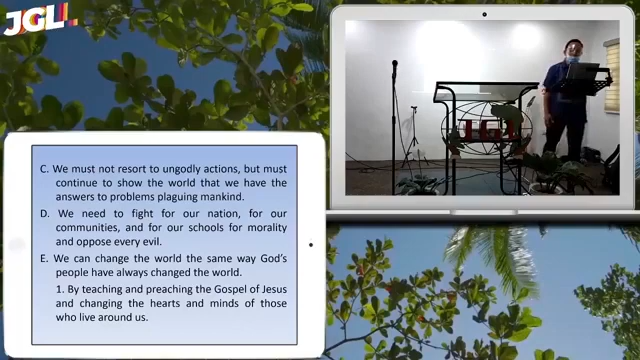 JGL
C. We must not resort to ungodly actions, but must
continue to show the world that we have the
answers to problems plaguing mankind.
D. We need to fight for our nation, for our
communities, and for our schools for morality
and oppose every evil.
E. We can change the world the same way God's
people have always changed the world.
1. By teaching and preaching the Gospel of Jesus
and changing the hearts and minds of those
who live around us.